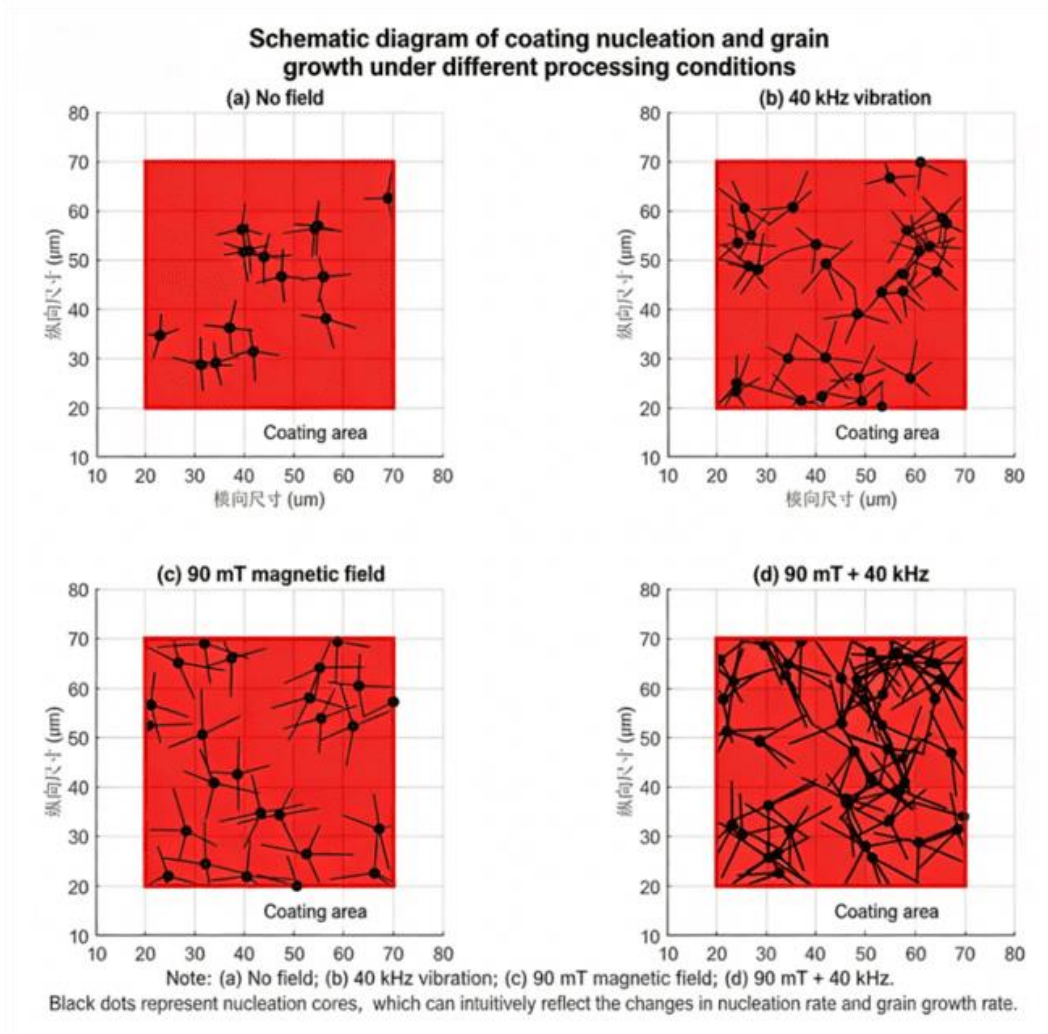 Schematic diagram of coating nucleation and grain
growth under different processing conditions
(a) No field
80
70
60
50
40
30
20
10
纵向尺寸 (μm)
Coating area
10 20 30 40 50 60 70 80
横向尺寸 (um)
(b) 40 kHz vibration
80
70
60
50
40
30
20
10
纵向尺寸 (μm)
Coating area
10 20 30 40 50 60 70 80
横向尺寸 (um)
(c) 90 mT magnetic field
80
70
60
50
40
30
20
10
纵向尺寸 (μm)
Coating area
10 20 30 40 50 60 70 80
(d) 90 mT + 40 kHz
80
70
60
50
40
30
20
10
纵向尺寸 (μm)
Coating area
10 20 30 40 50 60 70 80
Note: (a) No field; (b) 40 kHz vibration; (c) 90 mT magnetic field; (d) 90 mT + 40 kHz.
Black dots represent nucleation cores, which can intuitively reflect the changes in nucleation rate and grain growth rate.